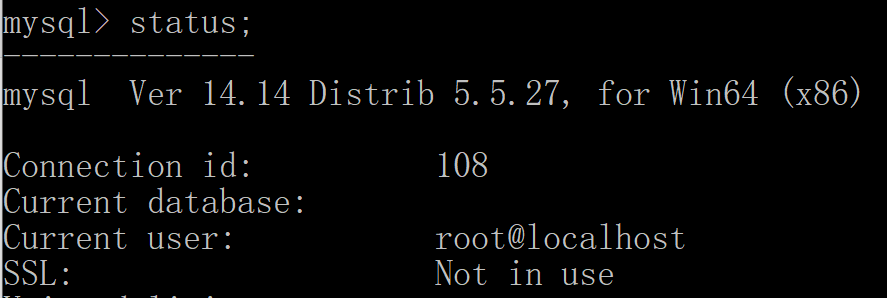 mysql> status;
--------------
mysql  Ver 14.14 Distrib 5.5.27, for Win64 (x86)
Connection id:          108
Current database:
Current user:           root@localhost
SSL:                    Not in use